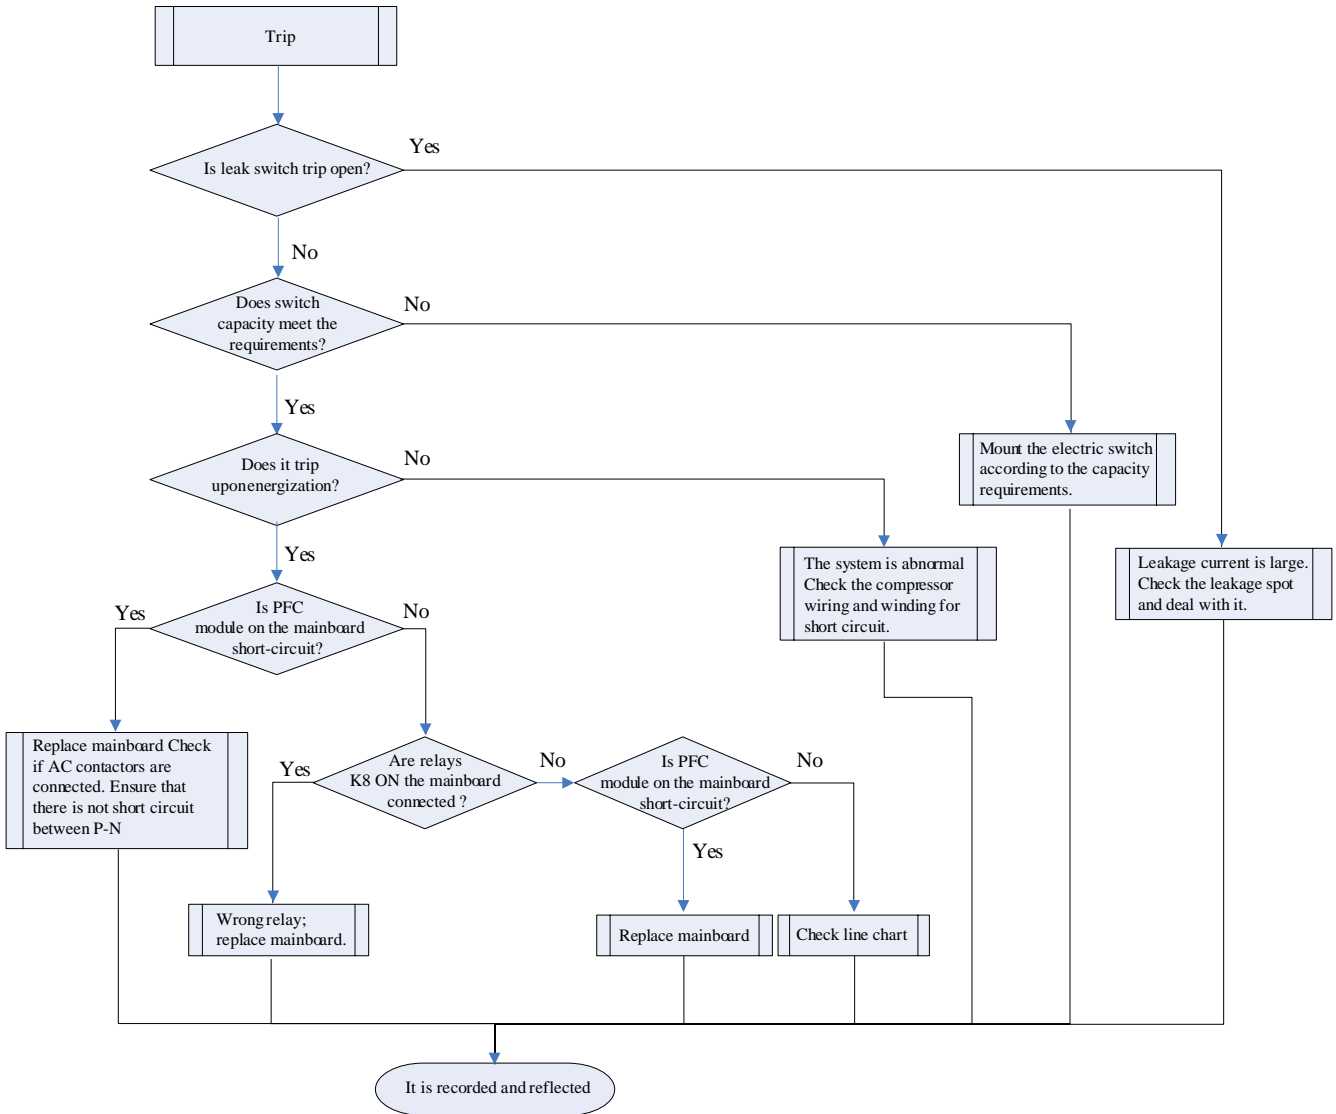 Trip
Yes
Is leak switch trip open?
No
Does switch
capacity meet the
requirements?
No
Yes
Does it trip
upon energization?
No
Mount the electric switch
according to the capacity
requirements.
Yes
The system is abnormal
Check the compressor
wiring and winding for
short circuit.
Leakage current is large.
Check the leakage spot
and deal with it.
Is PFC
module on the mainboard
short-circuit?
Yes
No
Replace mainboard Check
if AC contactors are
connected. Ensure that
there is not short circuit
between P-N
Are relays
K8 ON the mainboard
connected ?
Yes
No
Is PFC
module on the mainboard
short-circuit?
No
Yes
Wrong relay;
replace mainboard.
Replace mainboard
Check line chart
It is recorded and reflected